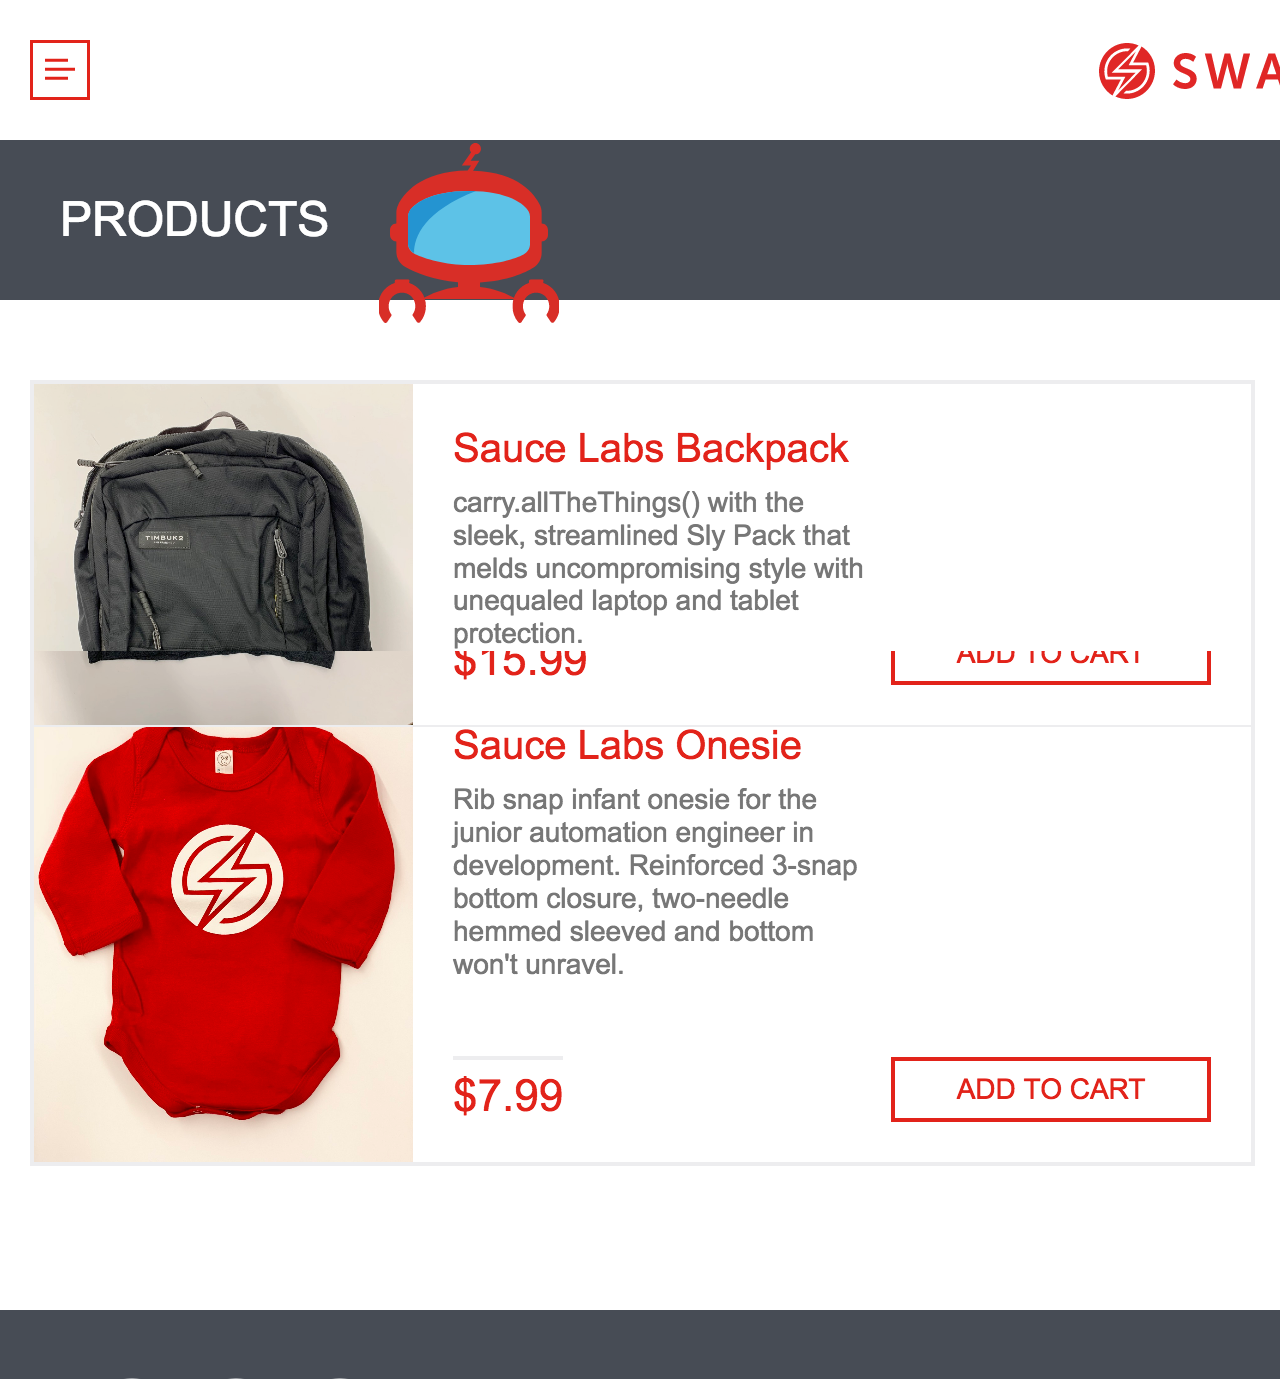 SWA
PRODUCTS
TIMBUK2
Sauce Labs Backpack
carry.allTheThings() with the
sleek, streamlined Sly Pack that
melds uncompromising style with
unequaled laptop and tablet
protection.
$15.99
ADD TO CART
Sauce Labs Onesie
Rib snap infant onesie for the
junior automation engineer in
development. Reinforced 3-snap
bottom closure, two-needle
hemmed sleeved and bottom
won't unravel.
$7.99
ADD TO CART